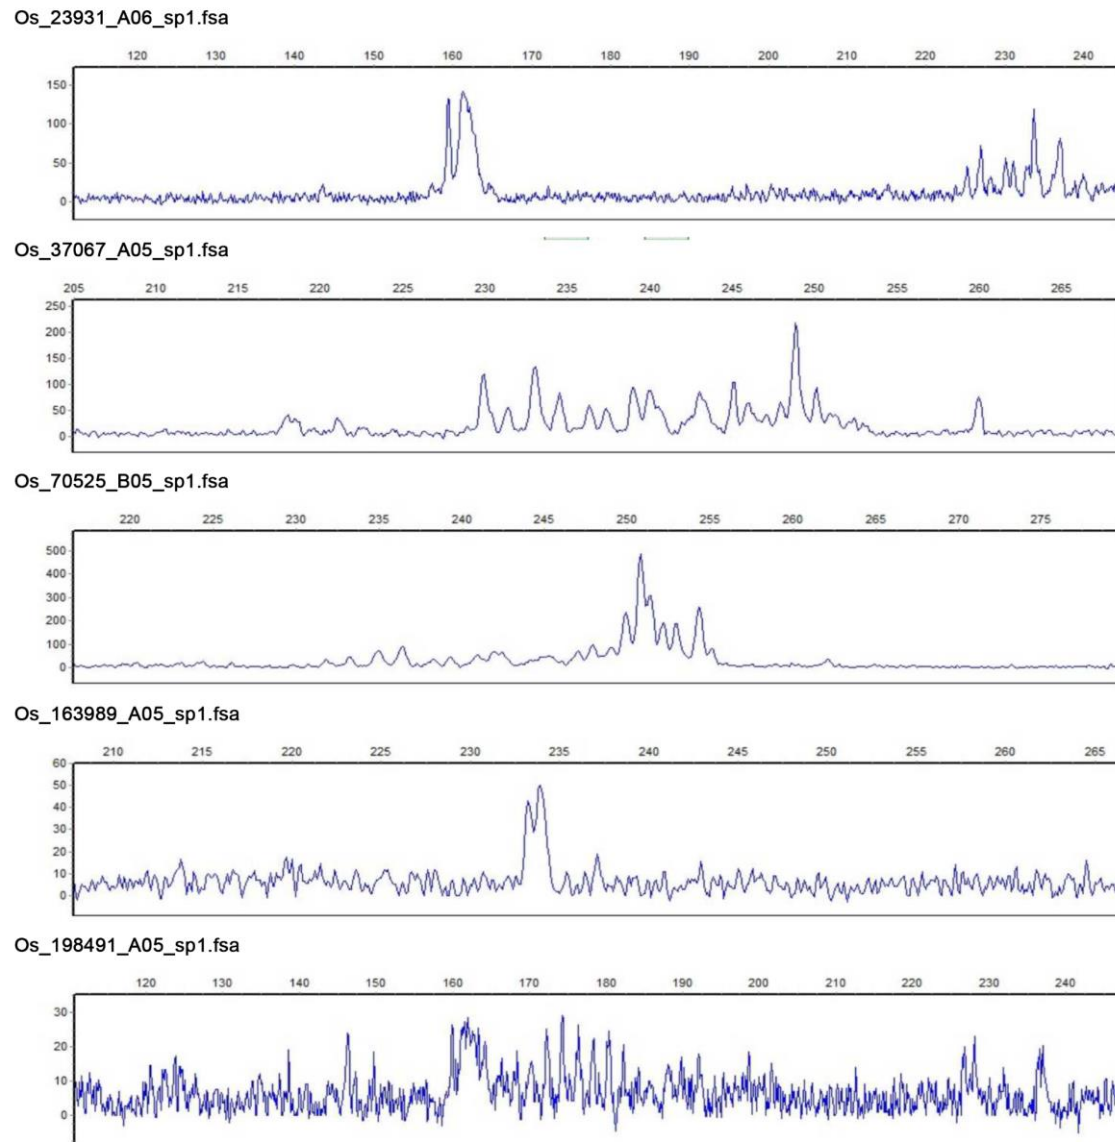 Os_23931_A06_sp1.fsa
120 130 140 150 160 170 180 190 200 210 220 230 240
150
100
50
0
Os_37067_A05_sp1.fsa
205 210 215 220 225 230 235 240 245 250 255 260 265
250
200
150
100
50
0
Os_70525_B05_sp1.fsa
220 225 230 235 240 245 250 255 260 265 270 275
500
400
300
200
100
0
Os_163989_A05_sp1.fsa
210 215 220 225 230 235 240 245 250 255 260 265
60
50
40
30
20
10
0
Os_198491_A05_sp1.fsa
120 130 140 150 160 170 180 190 200 210 220 230 240
30
20
10
0